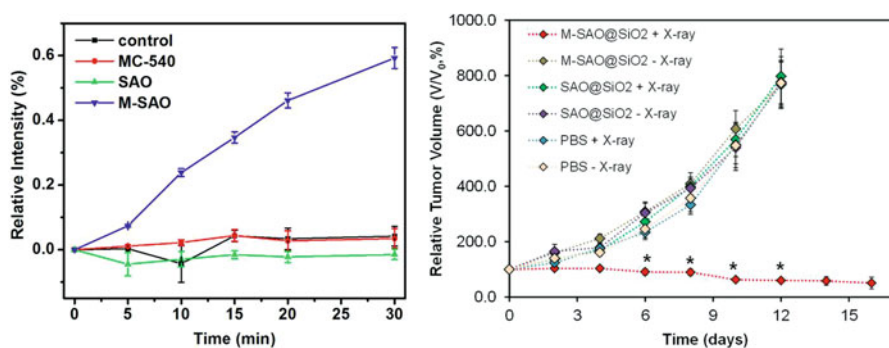 control
MC-540
SAO
M-SAO
Relative Intensity (%)
0.6
0.4
0.2
0.0
0 5 10 15 20 25 30
Time (min)
M-SAO@SiO2 + X-ray
M-SAO@SiO2 - X-ray
SAO@SiO2 + X-ray
SAO@SiO2 - X-ray
PBS + X-ray
PBS - X-ray
Relative Tumor Volume (V/V₀,%)
1000.0
800.0
600.0
400.0
200.0
0.0
* * * *
0 3 6 9 12 15
Time (days)